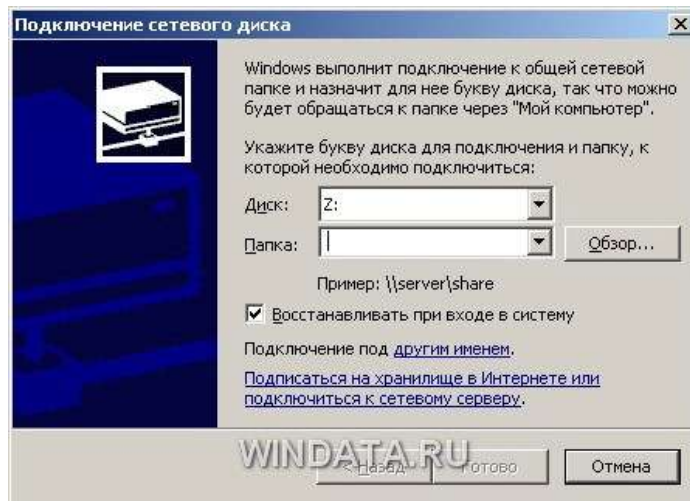 Подключение сетевого диска
Windows выполнит подключение к общей сетевой
папке и назначит для нее букву диска, так что можно
будет обращаться к папке через "Мой компьютер".
Укажите букву диска для подключения и папку, к
которой необходимо подключиться:
Диск: Z:
Папка: Обзор...
Пример: \\server\share
Восстанавливать при входе в систему
Подключение под другим именем.
Подписаться на хранилище в Интернете или
подключиться к сетевому серверу.
WINDATA.RU
< Назад Готово Отмена